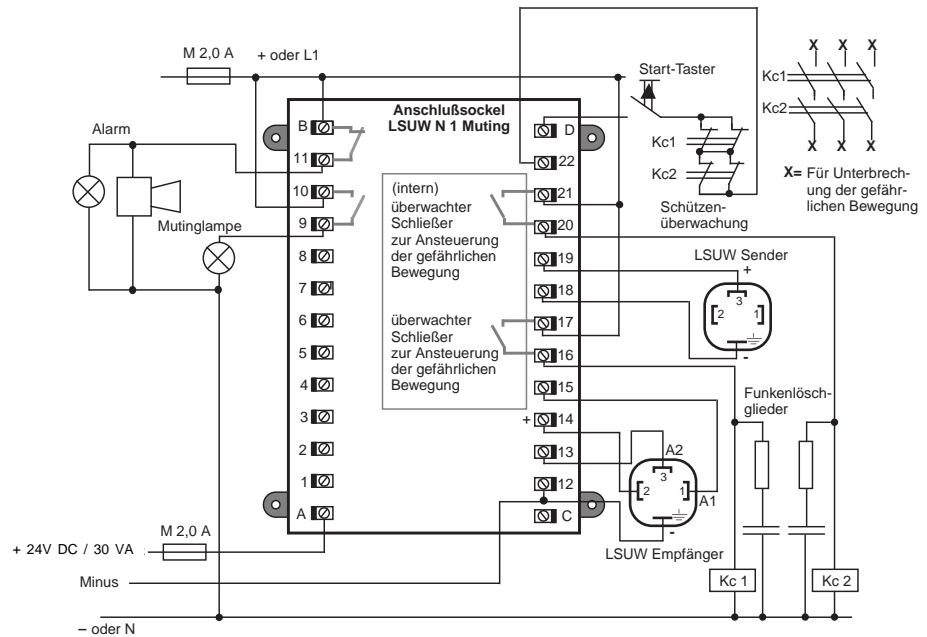 M 2,0 A
+ oder L1
Alarm
Mutinglampe
Anschlußsockel
LSUW N 1 Muting
B
11
10
9
8
7
6
5
4
3
2
1
A
(intern)
überwachter
Schließer
zur Ansteuerung
der gefährlichen
Bewegung
überwachter
Schließer
zur Ansteuerung
der gefährlichen
Bewegung
D
22
21
20
19
18
17
16
15
+ 14
13
12
C
Start-Taster
Kc1
Kc2
Schützen-
überwachung
X X X
Kc1
Kc2
X X X
X= Für Unterbrech-
ung der gefähr-
lichen Bewegung
LSUW Sender
+
3
2 1
-
Funkenlösch-
glieder
A2
3
2 1
A1
-
LSUW Empfänger
Kc 1
Kc 2
M 2,0 A
+ 24V DC / 30 VA
Minus
– oder N